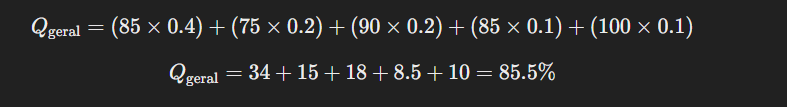 Q_geral = (85 × 0.4) + (75 × 0.2) + (90 × 0.2) + (85 × 0.1) + (100 × 0.1)
Q_geral = 34 + 15 + 18 + 8.5 + 10 = 85.5%